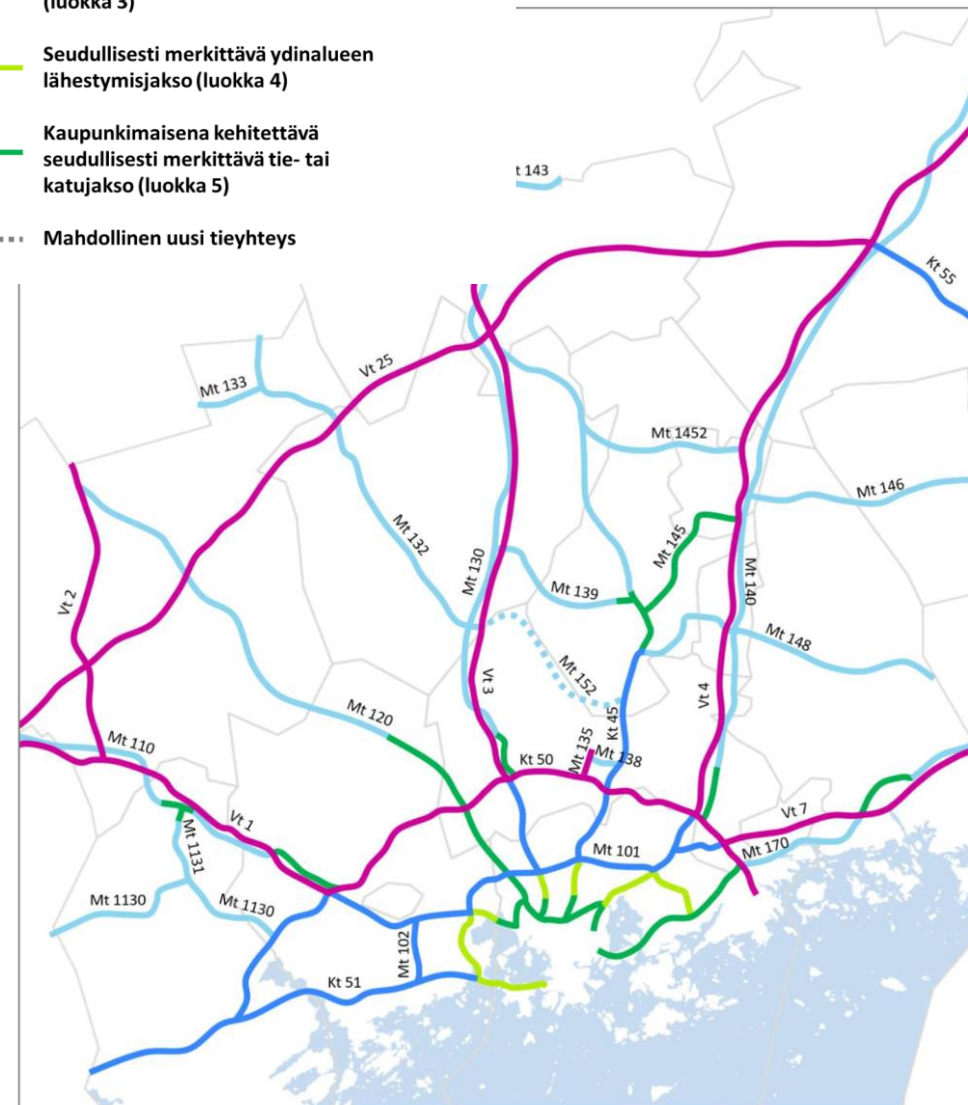 (luokka 3)
Seudullisesti merkittävä ydinalueen
lähestymisjakso (luokka 4)
Kaupunkimaisena kehitettävä
seudullisesti merkittävä tie- tai
katujakso (luokka 5)
Mahdollinen uusi tieyhteys
t 143
Kt 55
Vt 25
Mt 133
Mt 1452
Mt 146
Mt 132
Mt 130
Mt 145
Mt 139
Mt 140
Vt 2
Mt 148
Mt 152
Vt 3
Vt 4
Mt 120
Kt 45
Mt 110
Kt 50
Mt 135
Mt 138
Vt 1
Vt 7
Mt 1131
Mt 101
Mt 170
Mt 1130
Mt 1130
Mt 102
Kt 51